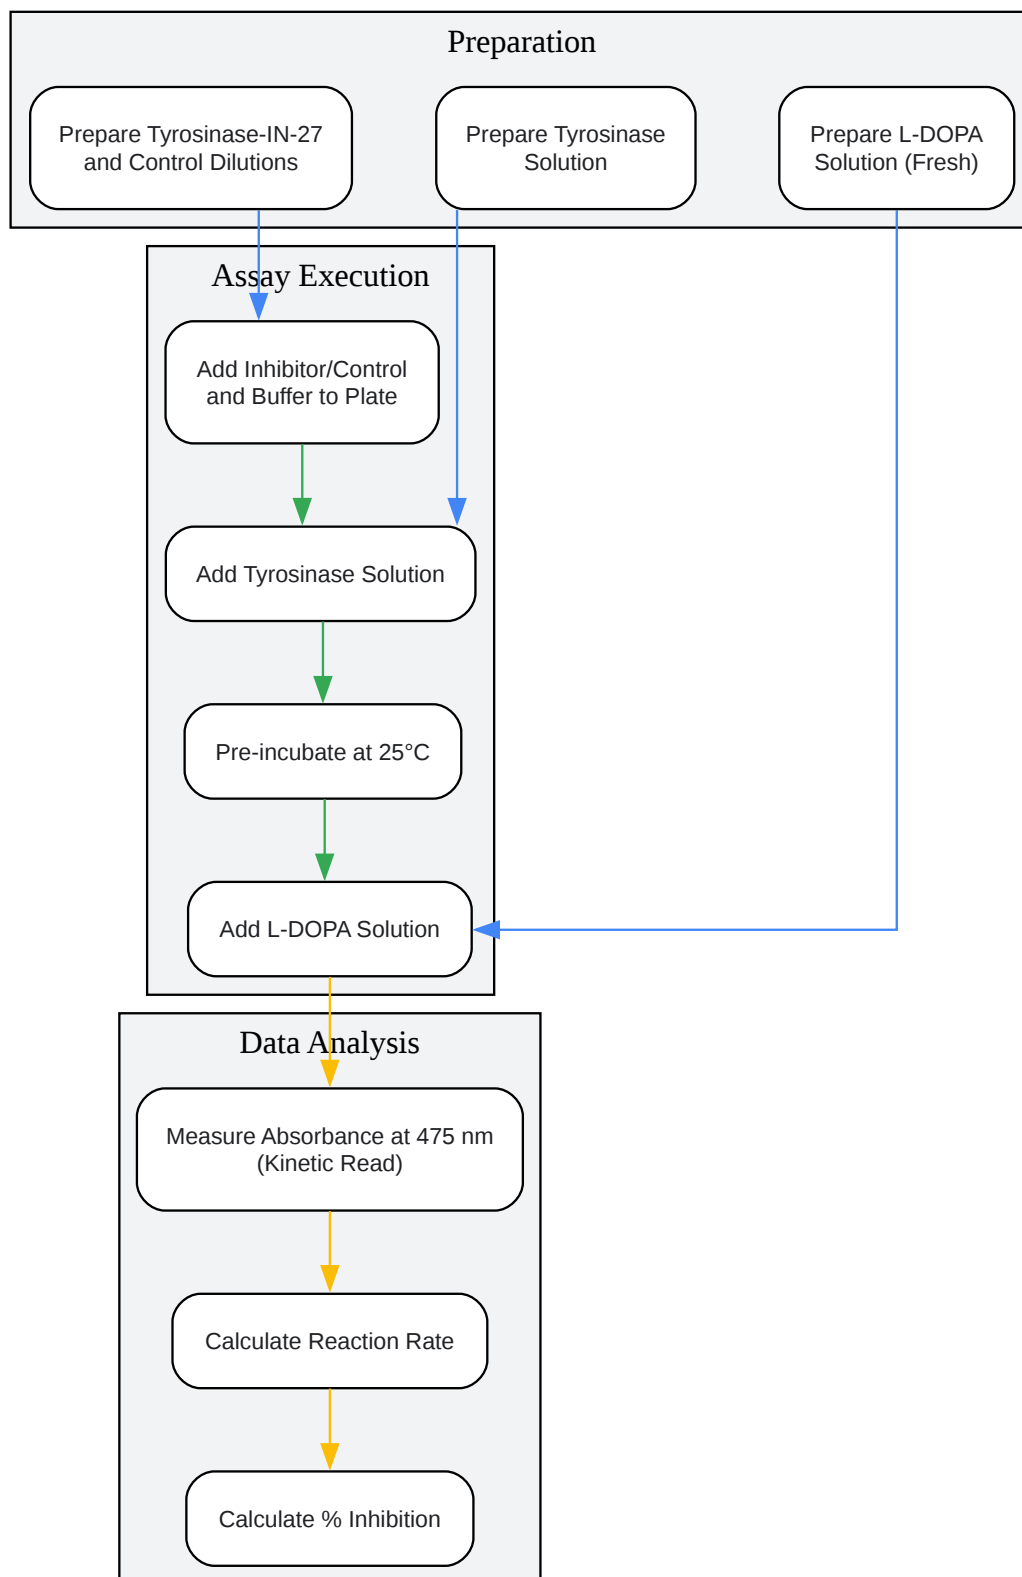 Preparation
Prepare Tyrosinase-IN-27
and Control Dilutions
Prepare Tyrosinase
Solution
Prepare L-DOPA
Solution (Fresh)
Assay Execution
Add Inhibitor/Control
and Buffer to Plate
Add Tyrosinase Solution
Pre-incubate at 25°C
Add L-DOPA Solution
Data Analysis
Measure Absorbance at 475 nm
(Kinetic Read)
Calculate Reaction Rate
Calculate % Inhibition